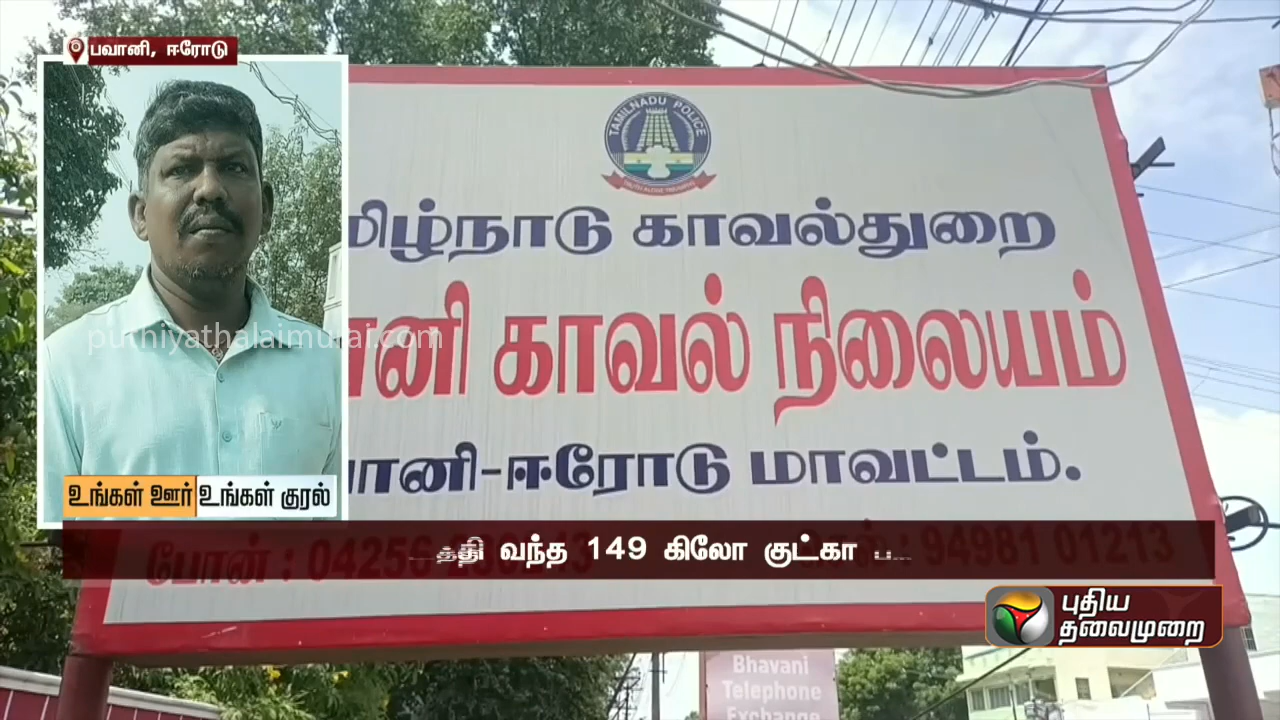 பவானி, ஈரோடு
TAMILNADU POLICE
காவல்துறை
காவல் நிலையம்
ஈரோடு மாவட்டம்.
puthiyathalaimurai.com
உங்கள் ஊர் உங்கள் குரல்
வந்த 149 கிலோ குட்கா
போன் : 04256
94981 01213
புதிய
தலைமுறை
Bhavani
Telephone
Exchange